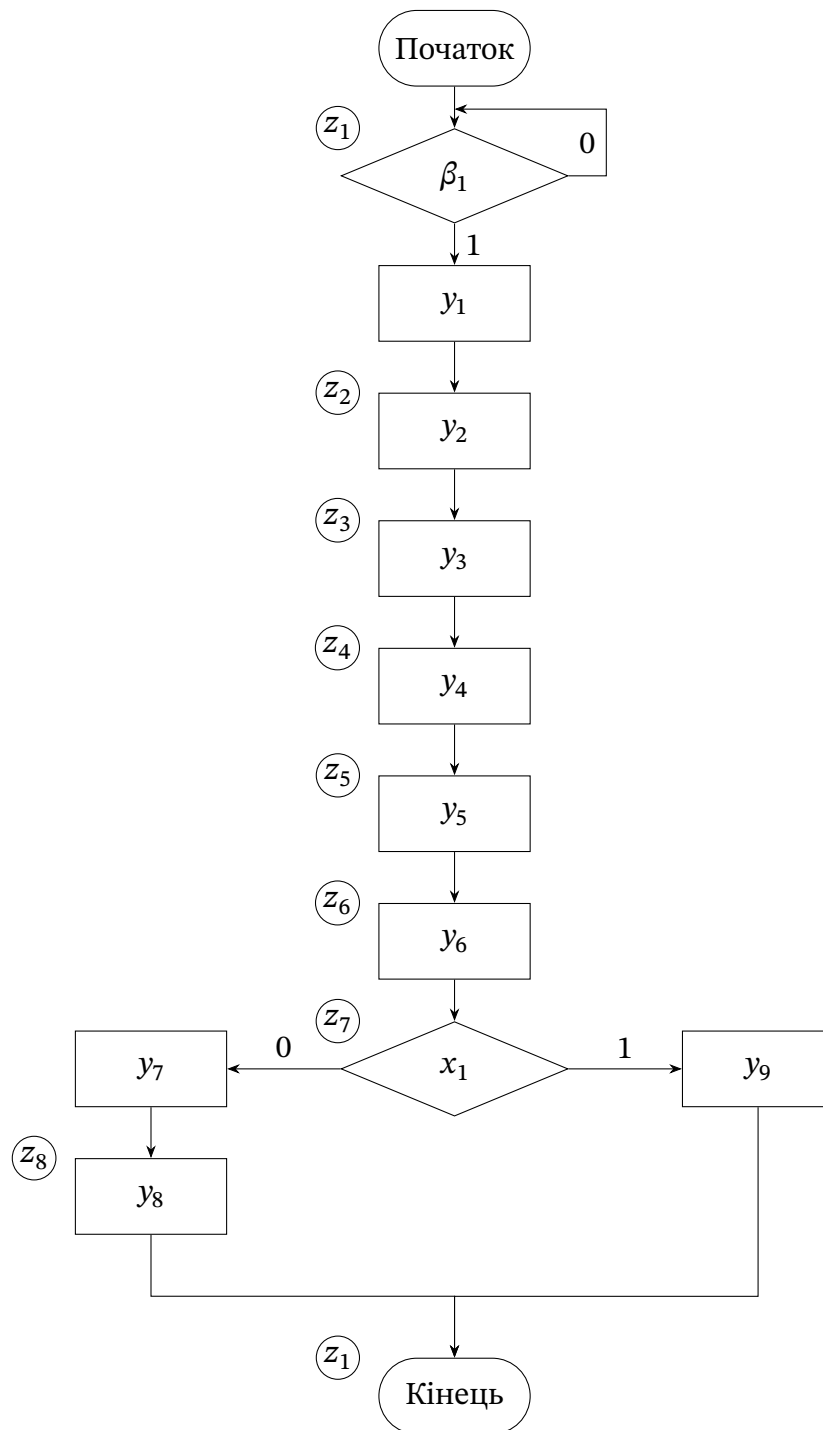 Початок
z₁
0
β₁
1
y₁
z₂
y₂
z₃
y₃
z₄
y₄
z₅
y₅
z₆
y₆
z₇
y₇
0
x₁
1
y₉
z₈
y₈
z₁
Кінець